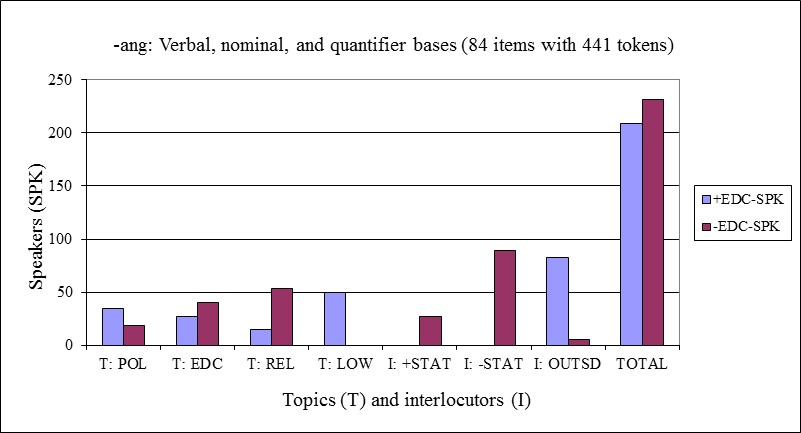 -ang: Verbal, nominal, and quantifier bases (84 items with 441 tokens)
250
200
150
100
50
0
Speakers (SPK)
T: POL T: EDC T: REL T: LOW I: +STAT I: -STAT I: OUTSD TOTAL
Topics (T) and interlocutors (I)
+EDC-SPK
-EDC-SPK